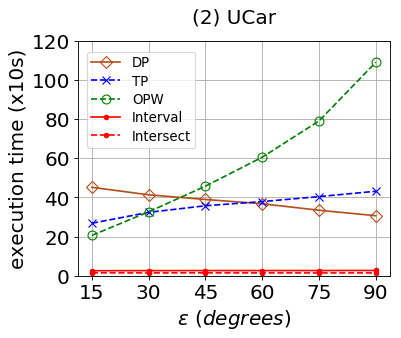 (2) UCar
execution time (x10s)
120
100
80
60
40
20
0
DP
TP
OPW
Interval
Intersect
15 30 45 60 75 90
ε (degrees)